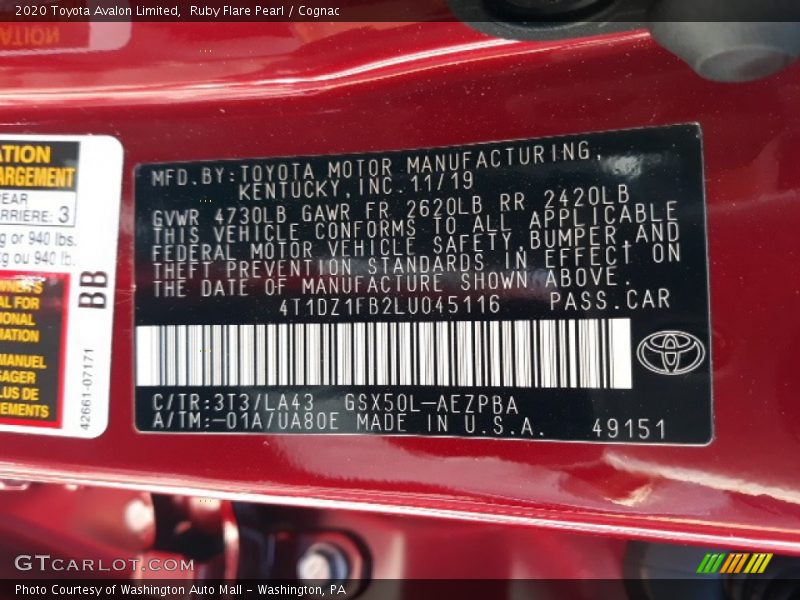 2020 Toyota Avalon Limited,  Ruby Flare Pearl / Cognac
ATION
ARGEMENT
REAR
ARRIÈRE: 3
g or 940 lbs.
g ou 940 lb.
OWNER'S
AL FOR
IONAL
MATION
MANUEL
AGER
LUS DE
EMENTS
BB
42661-07171
MFD.BY:TOYOTA MOTOR MANUFACTURING,
KENTUCKY,INC.11/19
GVWR 4730LB GAWR FR 2620LB RR 2420LB
THIS VEHICLE CONFORMS TO ALL APPLICABLE
FEDERAL MOTOR VEHICLE SAFETY,BUMPER,AND
THEFT PREVENTION STANDARDS IN EFFECT ON
THE DATE OF MANUFACTURE SHOWN ABOVE.
4T1DZ1FB2LU045116 PASS.CAR
C/TR:3T3/LA43 GSX50L-AEZPBA
A/TM:-01A/UA80E MADE IN U.S.A. 49151
GTCARLOT.COM
Photo Courtesy of Washington Auto Mall - Washington, PA